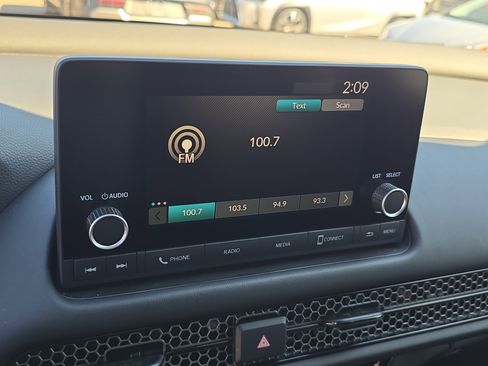 2:09
Text Scan
FM
100.7
VOL AUDIO
LIST SELECT
100.7 103.5 94.9 93.3
PHONE RADIO MEDIA CONNECT MENU